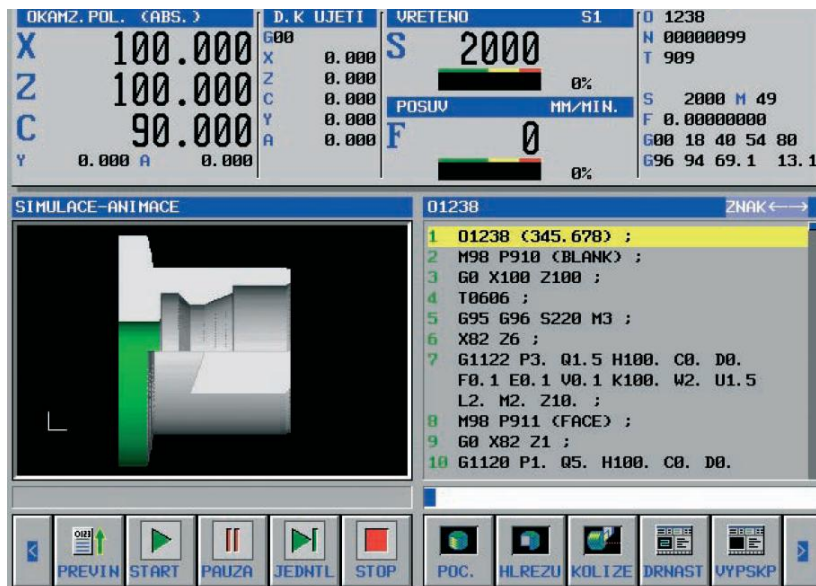 OKAMZ. POL. (ABS.)
X 100.000
Z 100.000
C 90.000
Y 0.000 A 0.000
D. K UJETI
G00
X 0.000
Z 0.000
C 0.000
Y 0.000
A 0.000
VRETENO S1
S 2000
0%
POSUV MM/MIN.
F 0
0%
O 1238
N 00000099
T 909
S 2000 M 49
F 0.00000000
G00 18 40 54 80
G96 94 69.1 13.1
SIMULACE-ANIMACE
O1238 ZNAK←→
1 O1238 (345.678) ;
2 M98 P910 (BLANK) ;
3 G0 X100 Z100 ;
4 T0606 ;
5 G95 G96 S220 M3 ;
6 X82 Z6 ;
7 G1122 P3. Q1.5 H100. C0. D0.
F0.1 E0.1 V0.1 K100. W2. U1.5
L2. M2. Z10. ;
8 M98 P911 (FACE) ;
9 G0 X82 Z1 ;
10 G1120 P1. Q5. H100. C0. D0.
< PREVIN START PAUZA JEDNTL STOP
POC. HLREZU KOLIZE DRNAST VYPSKP >